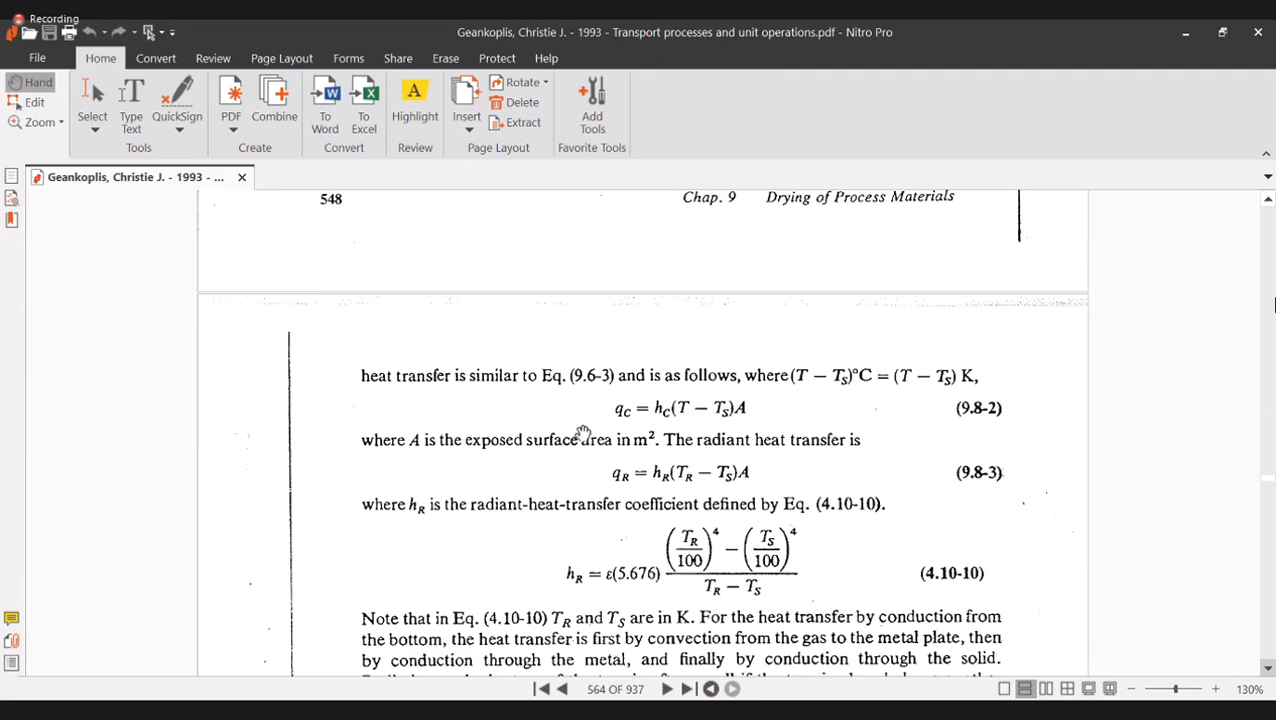 Recording
Geankoplis, Christie J. - 1993 - Transport processes and unit operations.pdf - Nitro Pro
File Home Convert Review Page Layout Forms Share Erase Protect Help
Hand
Edit
Zoom
Select
Type Text
QuickSign
PDF
Combine
To Word
To Excel
Highlight
Insert
Rotate
Delete
Extract
Add Tools
Tools Create Convert Review Page Layout Favorite Tools
Geankoplis, Christie J. - 1993 - ...
548 Chap. 9 Drying of Process Materials
heat transfer is similar to Eq. (9.6-3) and is as follows, where (T − T_S)°C = (T − T_S) K,
q_C = h_C(T − T_S)A (9.8-2)
where A is the exposed surface area in m². The radiant heat transfer is
q_R = h_R(T_R − T_S)A (9.8-3)
where h_R is the radiant-heat-transfer coefficient defined by Eq. (4.10-10).
h_R = ε(5.676) ((T_R/100)⁴ − (T_S/100)⁴)/(T_R − T_S) (4.10-10)
Note that in Eq. (4.10-10) T_R and T_S are in K. For the heat transfer by conduction from
the bottom, the heat transfer is first by convection from the gas to the metal plate, then
by conduction through the metal, and finally by conduction through the solid.
564 OF 937
130%